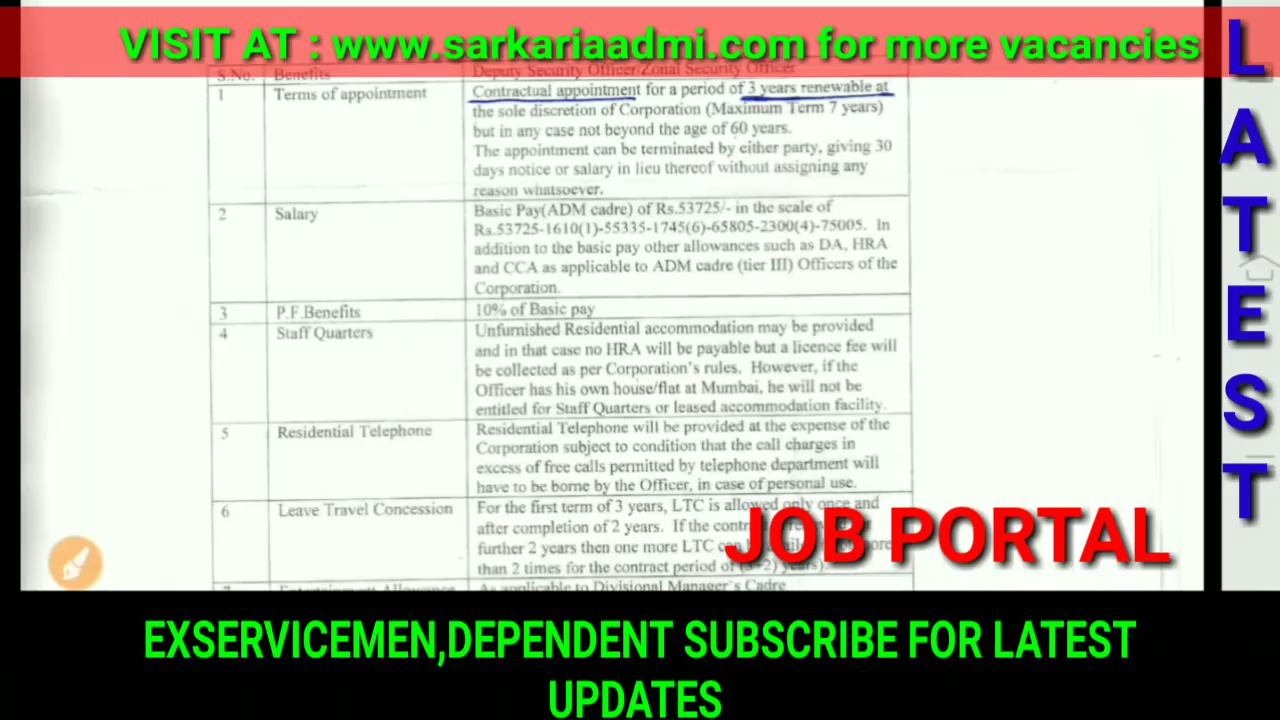 VISIT AT : www.sarkariaadmi.com for more vacancies
LATEST
S.No. Benefits Deputy Security Officer/Zonal Security Officer
1 Terms of appointment Contractual appointment for a period of 3 years renewable at
the sole discretion of Corporation (Maximum Term 7 years)
but in any case not beyond the age of 60 years.
The appointment can be terminated by either party, giving 30
days notice or salary in lieu thereof without assigning any
reason whatsoever.
2 Salary Basic Pay(ADM cadre) of Rs.53725/- in the scale of
Rs.53725-1610(1)-55335-1745(6)-65805-2300(4)-75005. In
addition to the basic pay other allowances such as DA, HRA
and CCA as applicable to ADM cadre (tier III) Officers of the
Corporation.
3 P.F.Benefits 10% of Basic pay
4 Staff Quarters Unfurnished Residential accommodation may be provided
and in that case no HRA will be payable but a licence fee will
be collected as per Corporation's rules. However, if the
Officer has his own house/flat at Mumbai, he will not be
entitled for Staff Quarters or leased accommodation facility.
5 Residential Telephone Residential Telephone will be provided at the expense of the
Corporation subject to condition that the call charges in
excess of free calls permitted by telephone department will
have to be borne by the Officer, in case of personal use.
6 Leave Travel Concession For the first term of 3 years, LTC is allowed only once and
after completion of 2 years. If the
further 2 years then one more LTC
than 2 times for the contract period of (3+2) years).
7 Entertainment Allowance As applicable to Divisional Manager's Cadre
JOB PORTAL
EXSERVICEMEN,DEPENDENT SUBSCRIBE FOR LATEST
UPDATES